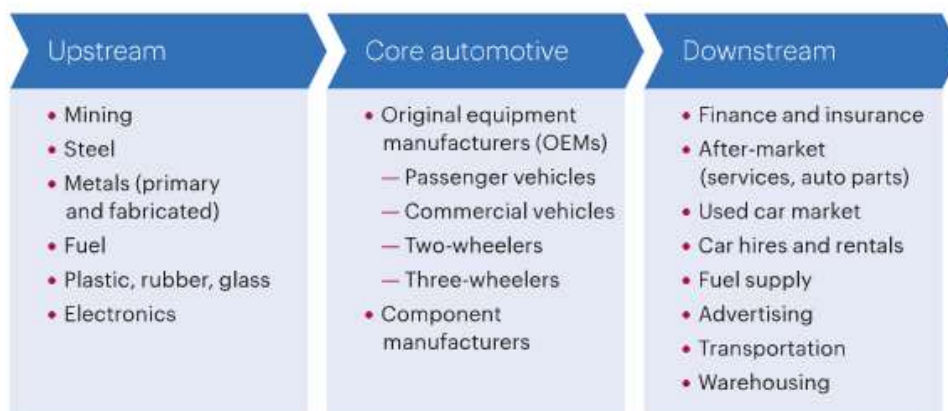 Upstream
• Mining
• Steel
• Metals (primary
and fabricated)
• Fuel
• Plastic, rubber, glass
• Electronics
Core automotive
• Original equipment
manufacturers (OEMs)
— Passenger vehicles
— Commercial vehicles
— Two-wheelers
— Three-wheelers
• Component
manufacturers
Downstream
• Finance and insurance
• After-market
(services, auto parts)
• Used car market
• Car hires and rentals
• Fuel supply
• Advertising
• Transportation
• Warehousing